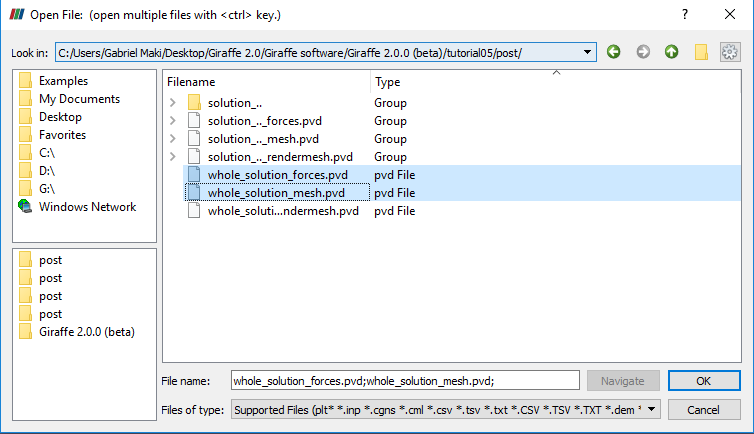 Open File: (open multiple files with <ctrl> key.)
? ×
Look in: C:/Users/Gabriel Maki/Desktop/Giraffe 2.0/Giraffe software/Giraffe 2.0.0 (beta)/tutorial05/post/
Examples
My Documents
Desktop
Favorites
C:\
D:\
G:\
Windows Network
post
post
post
post
Giraffe 2.0.0 (beta)
Filename Type
solution_.. Group
solution_.._forces.pvd Group
solution_.._mesh.pvd Group
solution_.._rendermesh.pvd Group
whole_solution_forces.pvd pvd File
whole_solution_mesh.pvd pvd File
whole_soluti...ndermesh.pvd pvd File
File name: whole_solution_forces.pvd;whole_solution_mesh.pvd; Navigate OK
Files of type: Supported Files (plt* *.inp *.cgns *.cml *.csv *.tsv *.txt *.CSV *.TSV *.TXT *.dem * Cancel